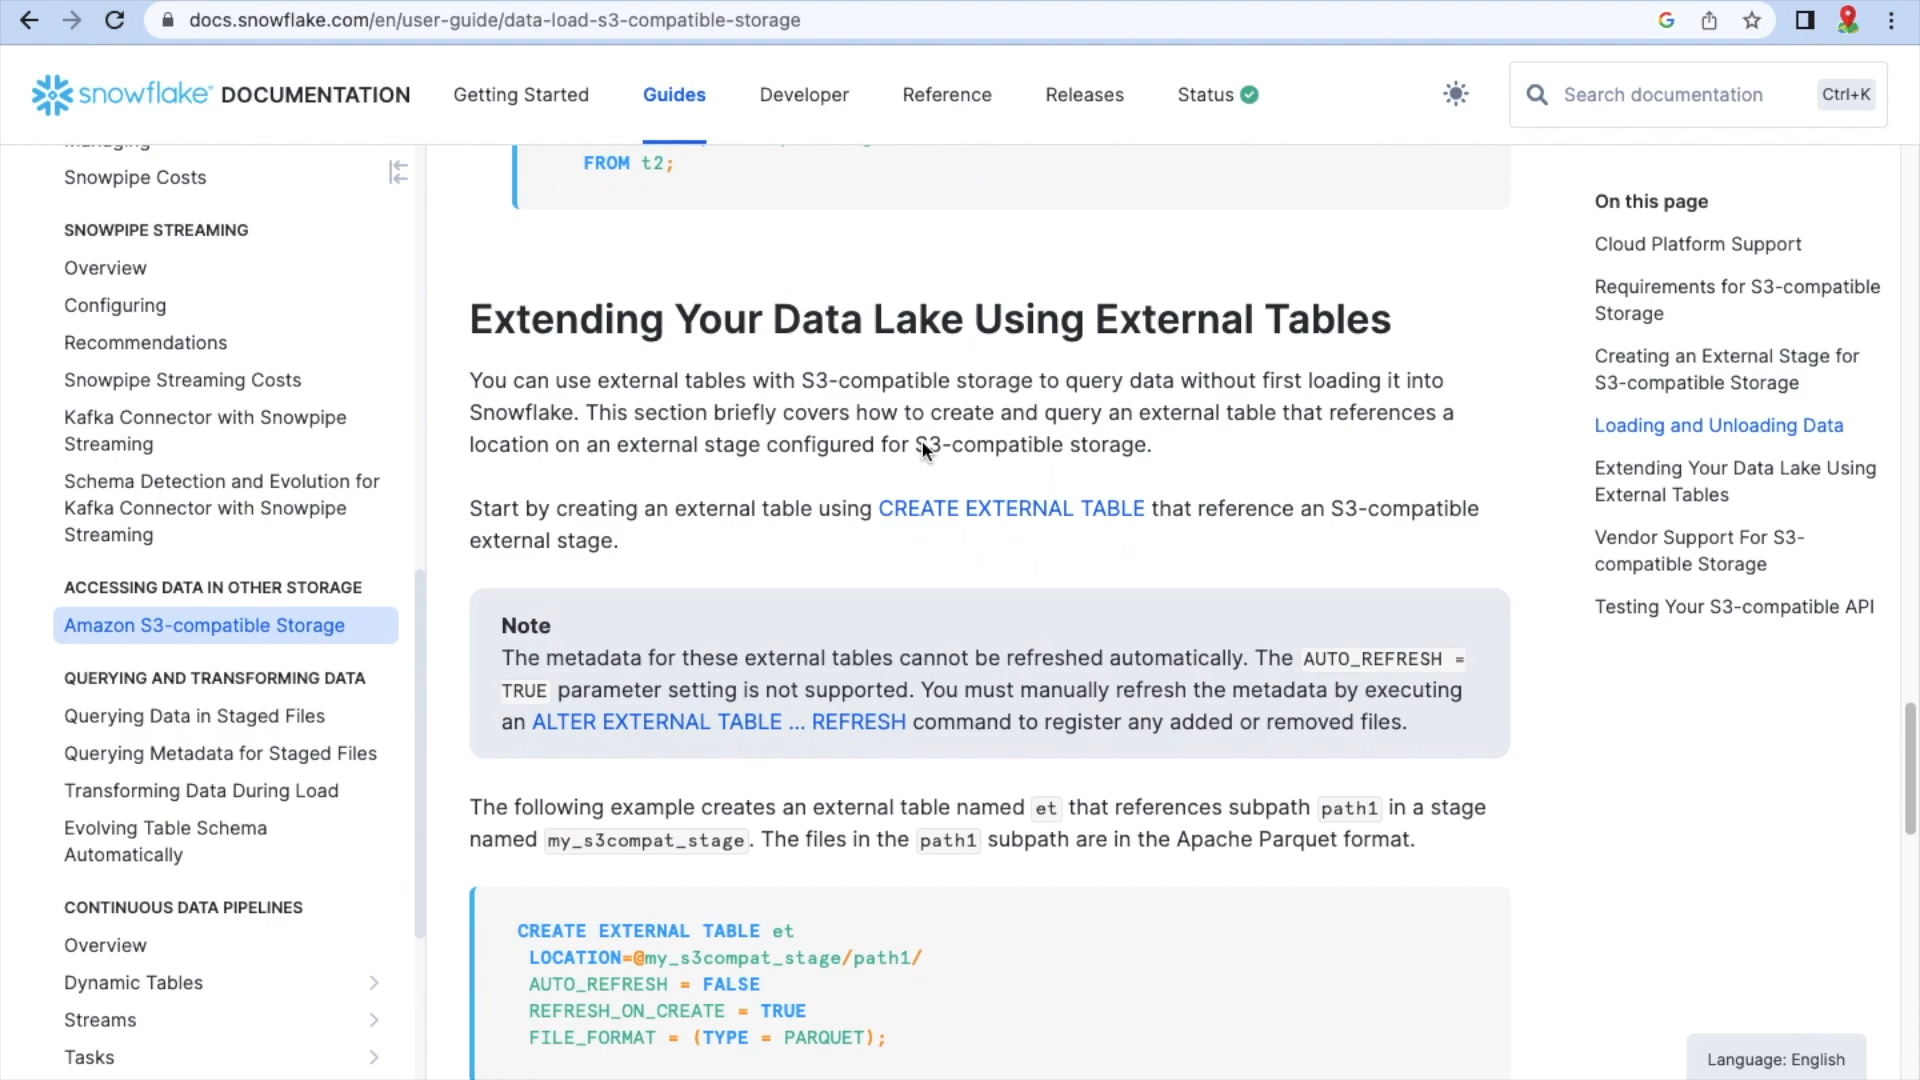 docs.snowflake.com/en/user-guide/data-load-s3-compatible-storage
snowflake® DOCUMENTATION
Getting Started
Guides
Developer
Reference
Releases
Status
Search documentation
Ctrl+K
Managing
Snowpipe Costs
SNOWPIPE STREAMING
Overview
Configuring
Recommendations
Snowpipe Streaming Costs
Kafka Connector with Snowpipe
Streaming
Schema Detection and Evolution for
Kafka Connector with Snowpipe
Streaming
ACCESSING DATA IN OTHER STORAGE
Amazon S3-compatible Storage
QUERYING AND TRANSFORMING DATA
Querying Data in Staged Files
Querying Metadata for Staged Files
Transforming Data During Load
Evolving Table Schema
Automatically
CONTINUOUS DATA PIPELINES
Overview
Dynamic Tables
Streams
Tasks
FROM t2;
Extending Your Data Lake Using External Tables
You can use external tables with S3-compatible storage to query data without first loading it into
Snowflake. This section briefly covers how to create and query an external table that references a
location on an external stage configured for S3-compatible storage.
Start by creating an external table using CREATE EXTERNAL TABLE that reference an S3-compatible
external stage.
Note
The metadata for these external tables cannot be refreshed automatically. The AUTO_REFRESH =
TRUE parameter setting is not supported. You must manually refresh the metadata by executing
an ALTER EXTERNAL TABLE ... REFRESH command to register any added or removed files.
The following example creates an external table named et that references subpath path1 in a stage
named my_s3compat_stage. The files in the path1 subpath are in the Apache Parquet format.
CREATE EXTERNAL TABLE et
LOCATION=@my_s3compat_stage/path1/
AUTO_REFRESH = FALSE
REFRESH_ON_CREATE = TRUE
FILE_FORMAT = (TYPE = PARQUET);
On this page
Cloud Platform Support
Requirements for S3-compatible
Storage
Creating an External Stage for
S3-compatible Storage
Loading and Unloading Data
Extending Your Data Lake Using
External Tables
Vendor Support For S3-
compatible Storage
Testing Your S3-compatible API
Language: English